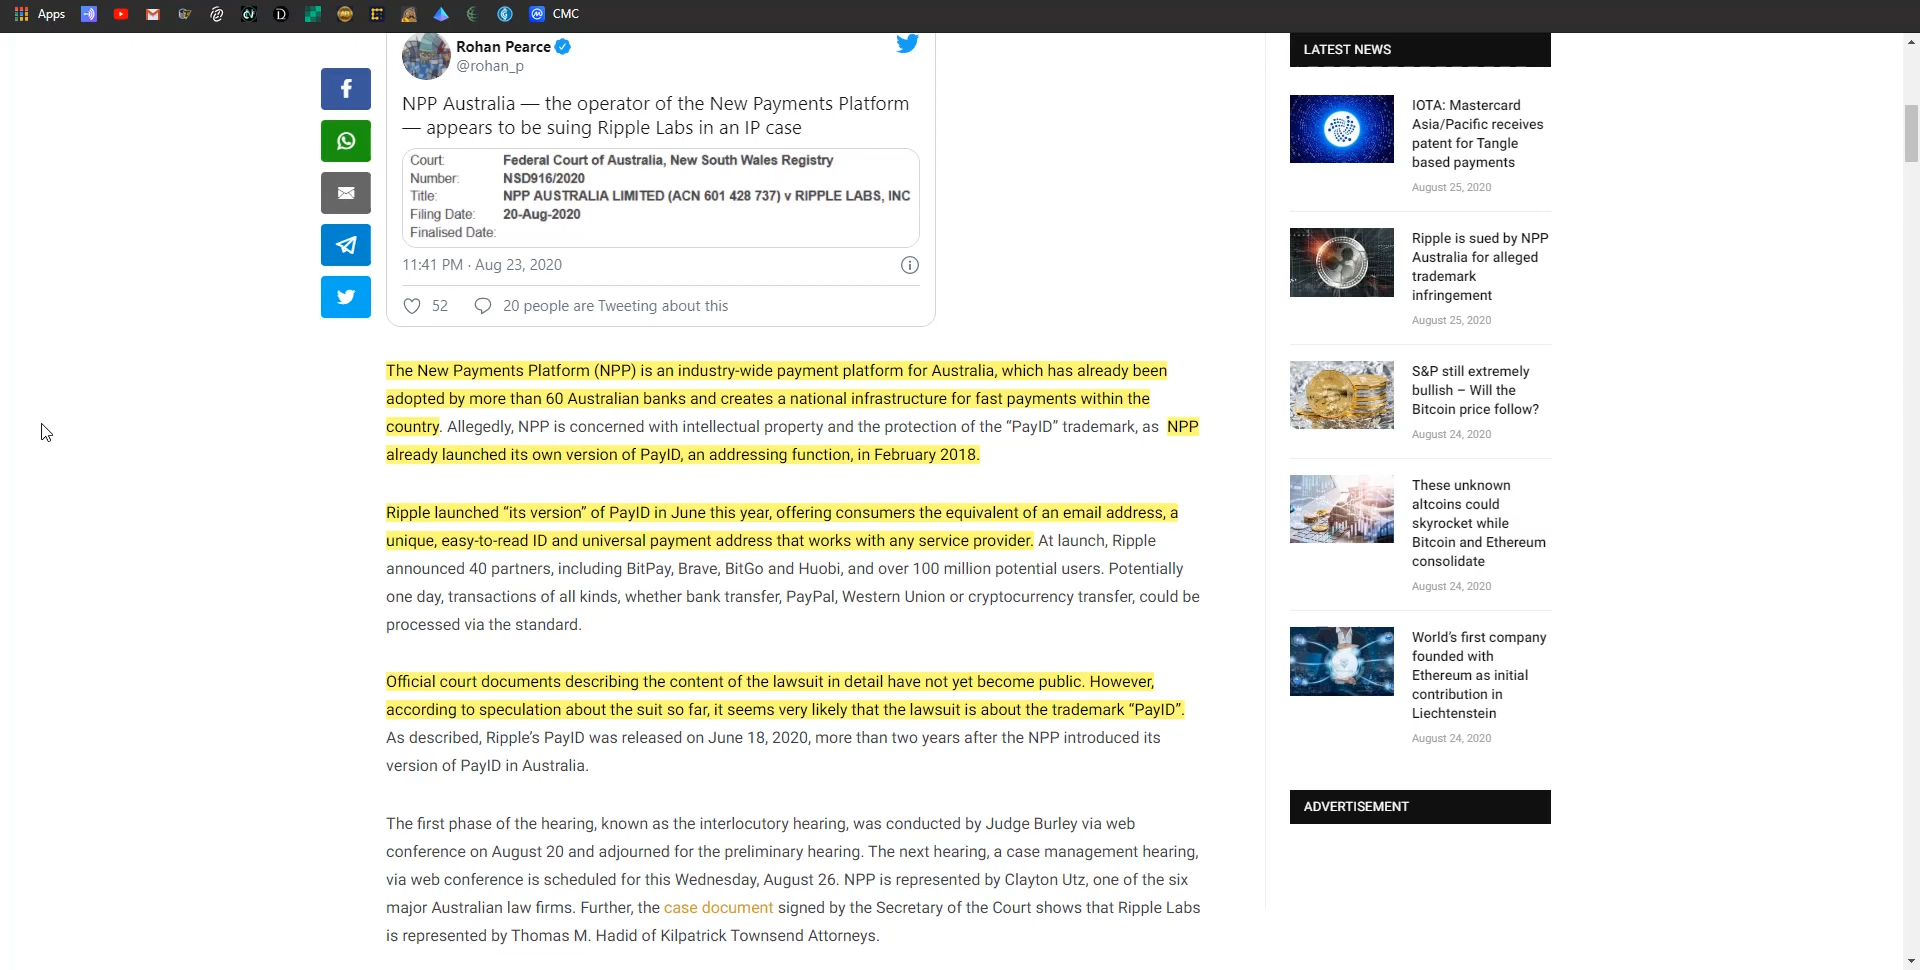 Apps
CMC
Rohan Pearce
@rohan_p
NPP Australia — the operator of the New Payments Platform
— appears to be suing Ripple Labs in an IP case
Court: Federal Court of Australia, New South Wales Registry
Number: NSD916/2020
Title: NPP AUSTRALIA LIMITED (ACN 601 428 737) v RIPPLE LABS, INC
Filing Date: 20-Aug-2020
Finalised Date:
11:41 PM · Aug 23, 2020
52 20 people are Tweeting about this
The New Payments Platform (NPP) is an industry-wide payment platform for Australia, which has already been
adopted by more than 60 Australian banks and creates a national infrastructure for fast payments within the
country. Allegedly, NPP is concerned with intellectual property and the protection of the “PayID” trademark, as NPP
already launched its own version of PayID, an addressing function, in February 2018.
Ripple launched “its version” of PayID in June this year, offering consumers the equivalent of an email address, a
unique, easy-to-read ID and universal payment address that works with any service provider. At launch, Ripple
announced 40 partners, including BitPay, Brave, BitGo and Huobi, and over 100 million potential users. Potentially
one day, transactions of all kinds, whether bank transfer, PayPal, Western Union or cryptocurrency transfer, could be
processed via the standard.
Official court documents describing the content of the lawsuit in detail have not yet become public. However,
according to speculation about the suit so far, it seems very likely that the lawsuit is about the trademark “PayID”.
As described, Ripple’s PayID was released on June 18, 2020, more than two years after the NPP introduced its
version of PayID in Australia.
The first phase of the hearing, known as the interlocutory hearing, was conducted by Judge Burley via web
conference on August 20 and adjourned for the preliminary hearing. The next hearing, a case management hearing,
via web conference is scheduled for this Wednesday, August 26. NPP is represented by Clayton Utz, one of the six
major Australian law firms. Further, the case document signed by the Secretary of the Court shows that Ripple Labs
is represented by Thomas M. Hadid of Kilpatrick Townsend Attorneys.
LATEST NEWS
IOTA: Mastercard
Asia/Pacific receives
patent for Tangle
based payments
August 25, 2020
Ripple is sued by NPP
Australia for alleged
trademark
infringement
August 25, 2020
S&P still extremely
bullish – Will the
Bitcoin price follow?
August 24, 2020
These unknown
altcoins could
skyrocket while
Bitcoin and Ethereum
consolidate
August 24, 2020
World’s first company
founded with
Ethereum as initial
contribution in
Liechtenstein
August 24, 2020
ADVERTISEMENT